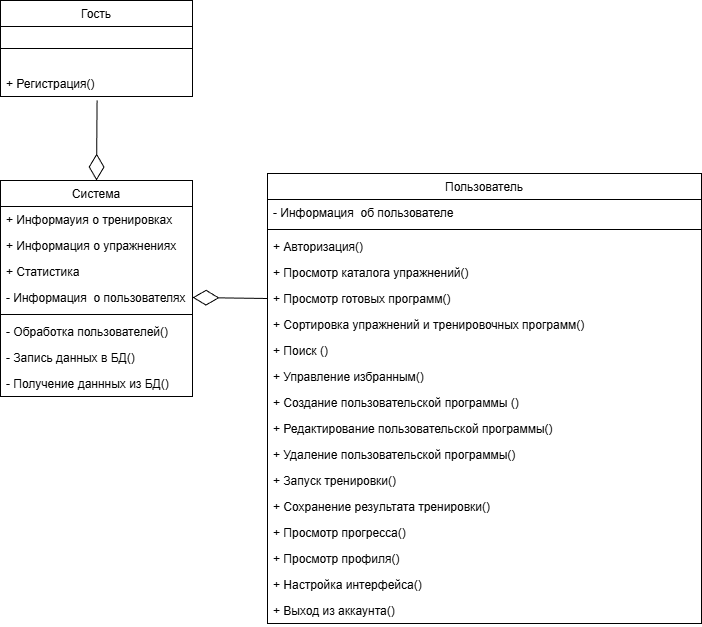 Гость
+ Регистрация()
Система
+ Информауия о тренировках
+ Информация о упражнениях
+ Статистика
- Информация  о пользователях
- Обработка пользователей()
- Запись данных в БД()
- Получение даннных из БД()
Пользователь
- Информация  об пользователе
+ Авторизация()
+ Просмотр каталога упражнений()
+ Просмотр готовых программ()
+ Сортировка упражнений и тренировочных программ()
+ Поиск ()
+ Управление избранным()
+ Создание пользовательской программы ()
+ Редактирование пользовательской программы()
+ Удаление пользовательской программы()
+ Запуск тренировки()
+ Сохранение результата тренировки()
+ Просмотр прогресса()
+ Просмотр профиля()
+ Настройка интерфейса()
+ Выход из аккаунта()